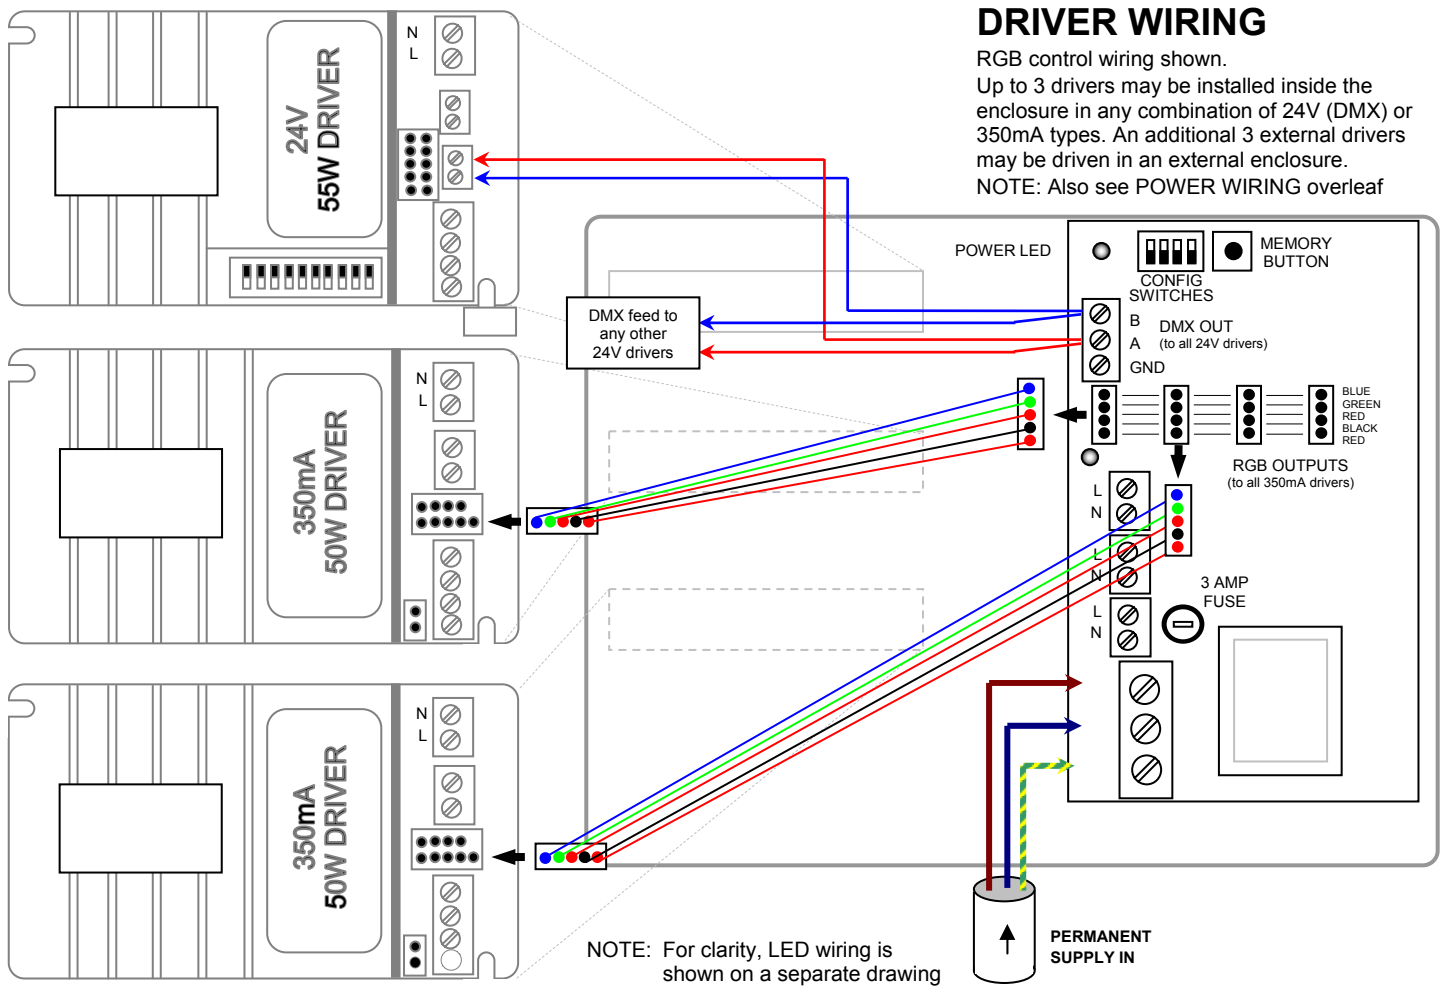 DRIVER WIRING
RGB control wiring shown.
Up to 3 drivers may be installed inside the
enclosure in any combination of 24V (DMX) or
350mA types. An additional 3 external drivers
may be driven in an external enclosure.
NOTE: Also see POWER WIRING overleaf
N
L
24V
55W DRIVER
POWER LED
CONFIG
SWITCHES
MEMORY
BUTTON
B
A
GND
DMX OUT
(to all 24V drivers)
DMX feed to
any other
24V drivers
BLUE
GREEN
RED
BLACK
RED
RGB OUTPUTS
(to all 350mA drivers)
N
L
350mA
50W DRIVER
L
N
L
N
L
N
3 AMP
FUSE
N
L
350mA
50W DRIVER
PERMANENT
SUPPLY IN
NOTE: For clarity, LED wiring is
shown on a separate drawing